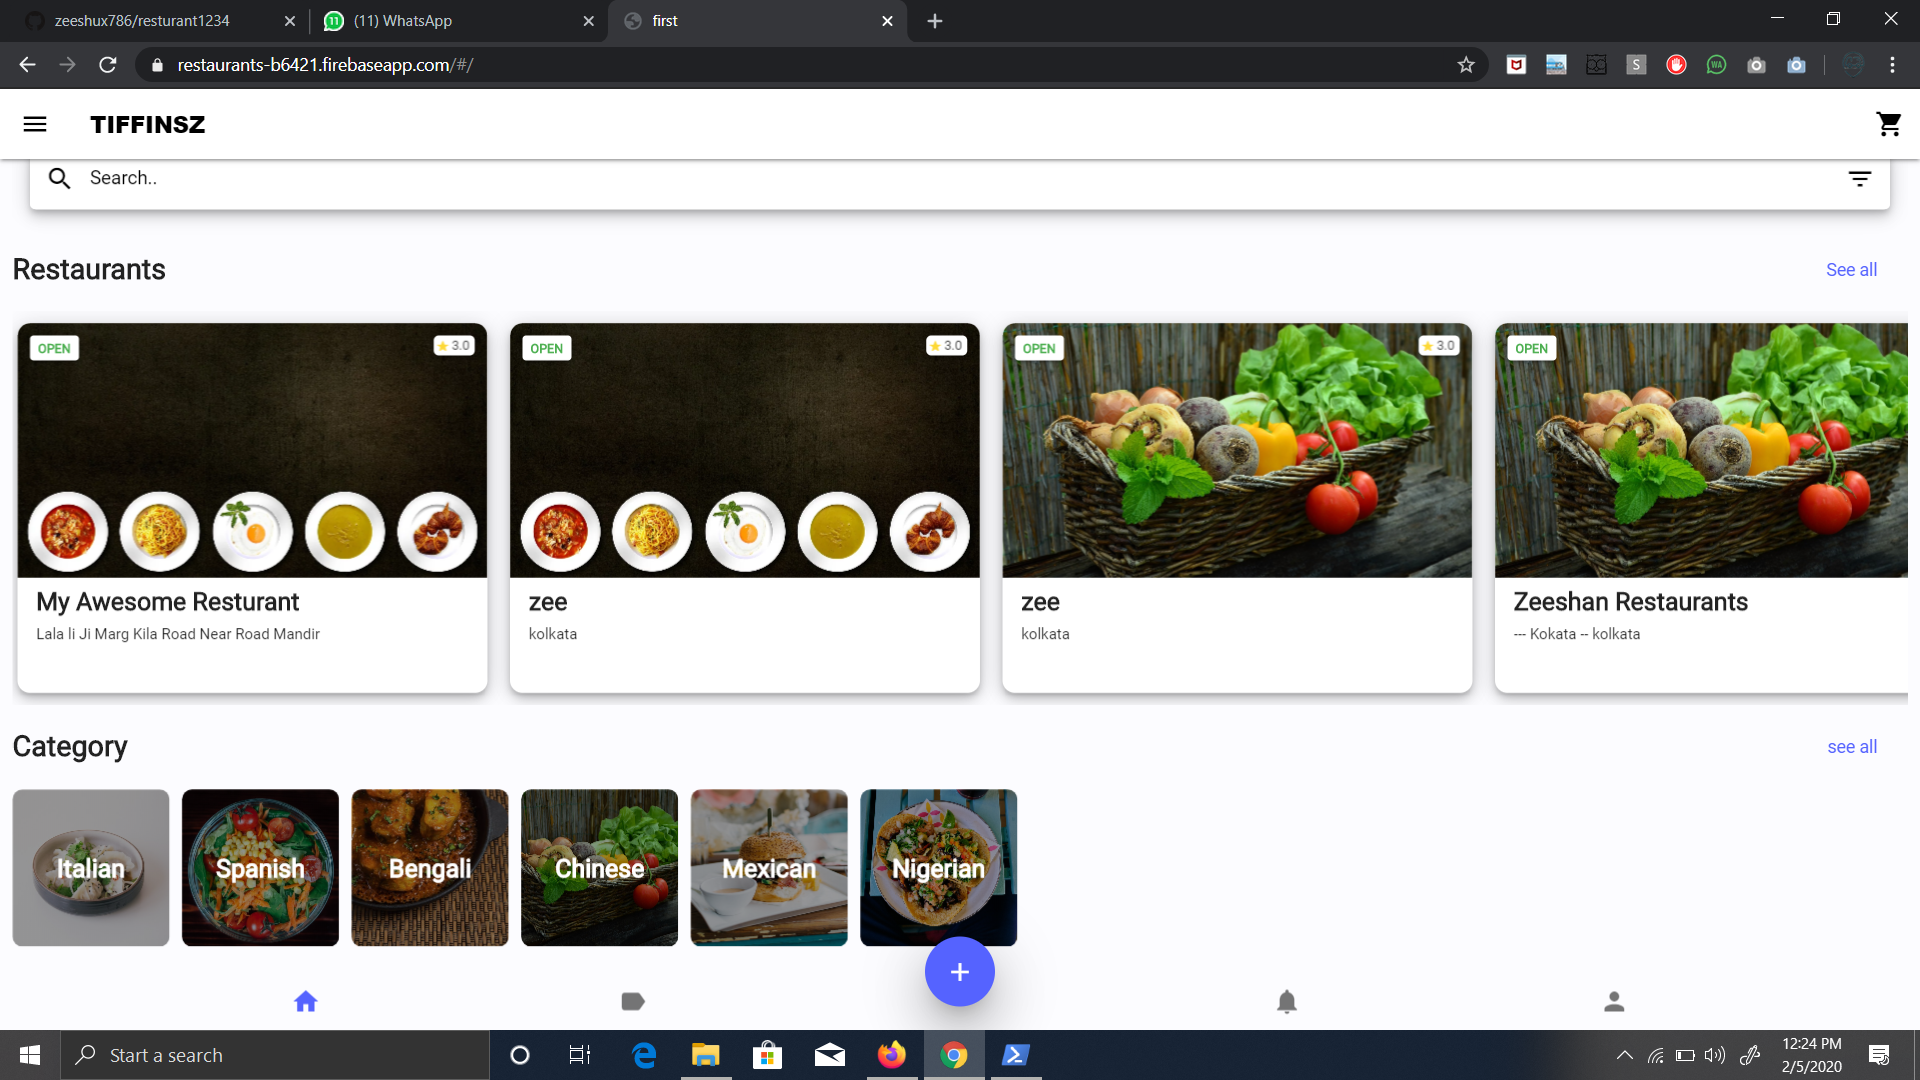 zeeshux786/resturant1234
(11) WhatsApp
first
restaurants-b6421.firebaseapp.com/#/
TIFFINSZ
Search..
Restaurants
See all
OPEN
3.0
OPEN
3.0
OPEN
3.0
OPEN
My Awesome Resturant
zee
zee
Zeeshan Restaurants
Lala li Ji Marg Kila Road Near Road Mandir
kolkata
kolkata
--- Kokata -- kolkata
Category
see all
Italian
Spanish
Bengali
Chinese
Mexican
Nigerian
+
Start a search
12:24 PM
2/5/2020